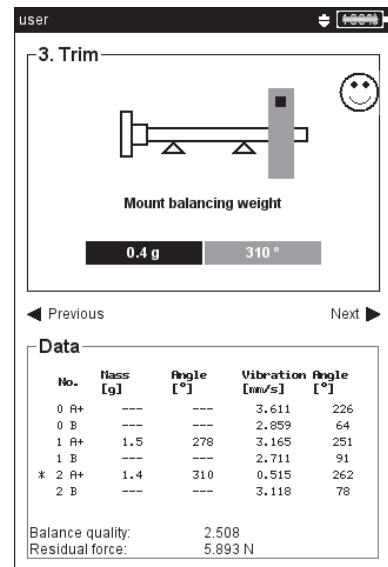 user
100%
3. Trim
Mount balancing weight
0.4 g 310 °
Previous Next
Data
No. Mass [g] Angle [°] Vibration [mm/s] Angle [°]
0 A+ --- --- 3.611 226
0 B --- --- 2.859 64
1 A+ 1.5 278 3.165 251
1 B --- --- 2.711 91
* 2 A+ 1.4 310 0.515 262
2 B --- --- 3.118 78
Balance quality: 2.508
Residual force: 5.893 N